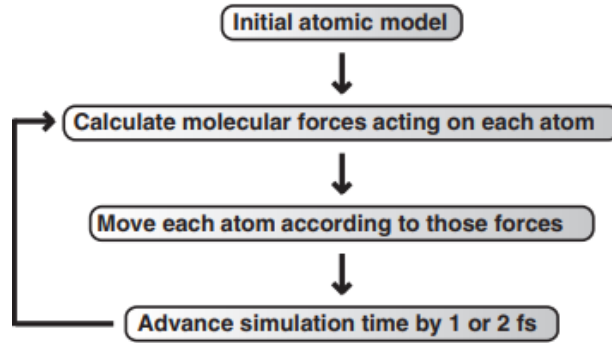 Initial atomic model
Calculate molecular forces acting on each atom
Move each atom according to those forces
Advance simulation time by 1 or 2 fs